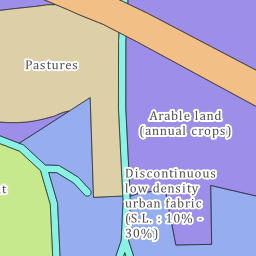 Pastures
Arable land
(annual crops)
Discontinuous
low density
urban fabric
(S.L. : 10% -
30%)